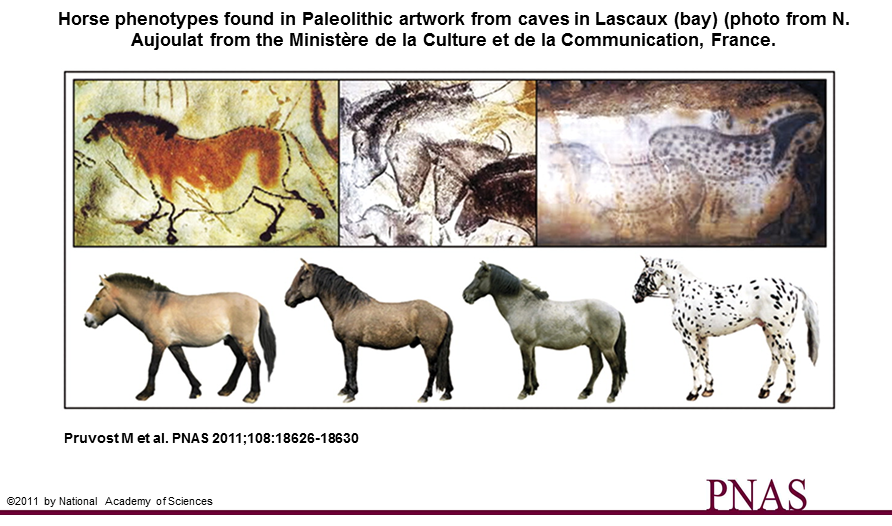 Horse phenotypes found in Paleolithic artwork from caves in Lascaux (bay) (photo from N.
Aujoulat from the Ministère de la Culture et de la Communication, France.
Pruvost M et al. PNAS 2011;108:18626-18630
©2011 by National Academy of Sciences
PNAS